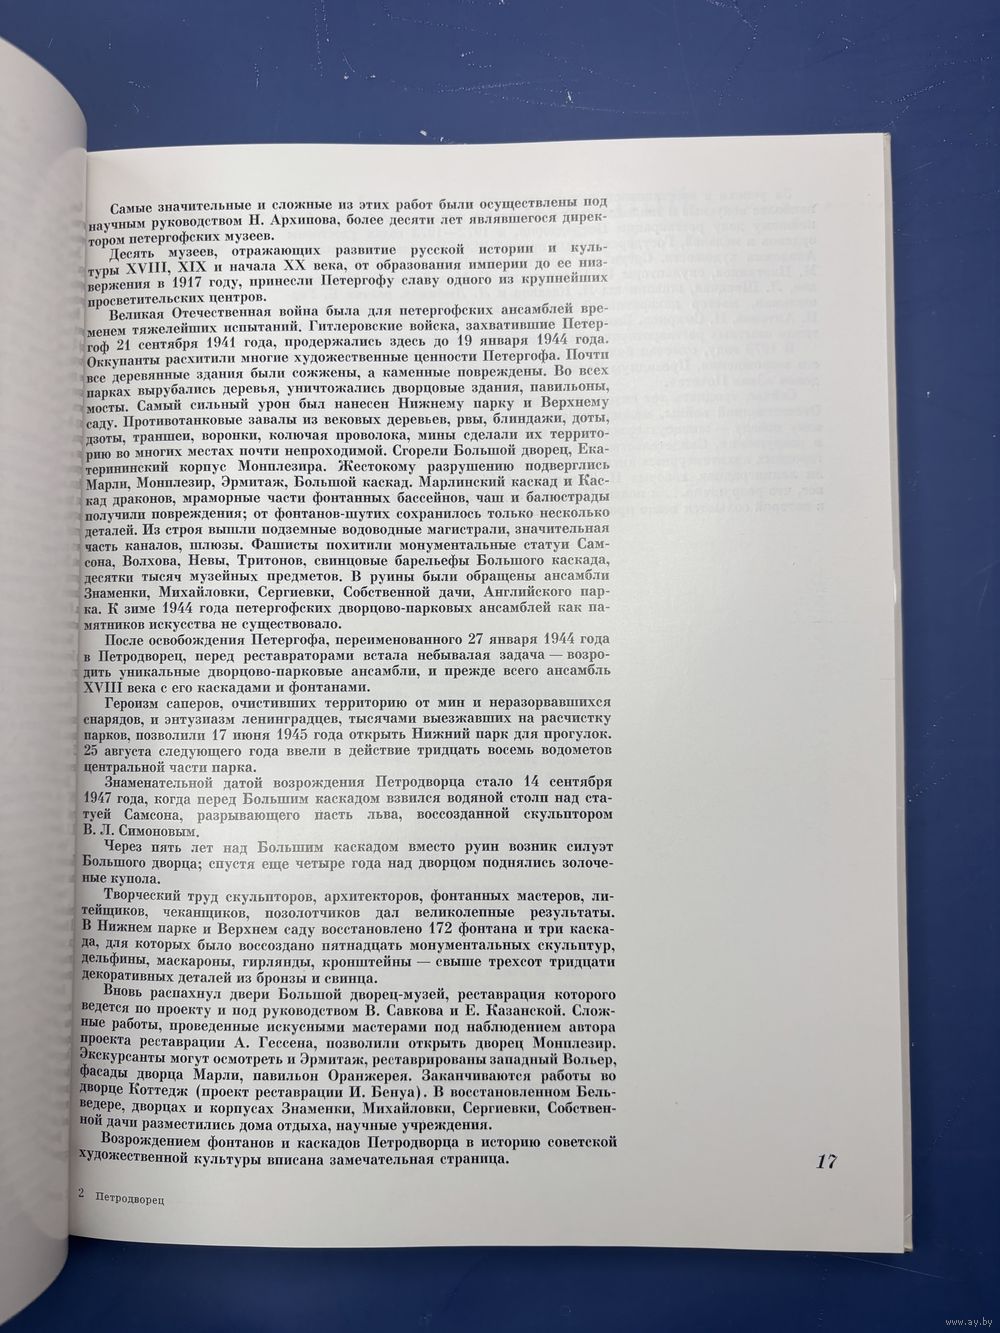 Самые значительные и сложные из этих работ были осуществлены под
научным руководством Н. Архипова, более десяти лет являвшегося дирек-
тором петергофских музеев.
Десять музеев, отражающих развитие русской истории и куль-
туры XVIII, XIX и начала XX века, от образования империи до ее низ-
вержения в 1917 году, принесли Петергофу славу одного из крупнейших
просветительских центров.
Великая Отечественная война была для петергофских ансамблей вре-
менем тяжелейших испытаний. Гитлеровские войска, захватившие Петер-
гоф 21 сентября 1941 года, продержались здесь до 19 января 1944 года.
Оккупанты расхитили многие художественные ценности Петергофа. Почти
все деревянные здания были сожжены, а каменные повреждены. Во всех
парках вырубались деревья, уничтожались дворцовые здания, павильоны,
мосты. Самый сильный урон был нанесен Нижнему парку и Верхнему
саду. Противотанковые завалы из вековых деревьев, рвы, блиндажи, доты,
дзоты, траншеи, воронки, колючая проволока, мины сделали их террито-
рию во многих местах почти непроходимой. Сгорели Большой дворец, Ека-
терининский корпус Монплезира. Жестокому разрушению подверглись
Марли, Монплезир, Эрмитаж, Большой каскад. Марлинский каскад и Кас-
кад драконов, мраморные части фонтанных бассейнов, чаш и балюстрады
получили повреждения; от фонтанов-шутих сохранилось только несколько
деталей. Из строя вышли подземные водоводные магистрали, значительная
часть каналов, шлюзы. Фашисты похитили монументальные статуи Сам-
сона, Волхова, Невы, Тритонов, свинцовые барельефы Большого каскада,
десятки тысяч музейных предметов. В руины были обращены ансамбли
Знаменки, Михайловки, Сергиевки, Собственной дачи, Английского пар-
ка. К зиме 1944 года петергофских дворцово-парковых ансамблей как па-
мятников искусства не существовало.
После освобождения Петергофа, переименованного 27 января 1944 года
в Петродворец, перед реставраторами встала небывалая задача — возро-
дить уникальные дворцово-парковые ансамбли, и прежде всего ансамбль
XVIII века с его каскадами и фонтанами.
Героизм саперов, очистивших территорию от мин и неразорвавшихся
снарядов, и энтузиазм ленинградцев, тысячами выезжавших на расчистку
парков, позволили 17 июня 1945 года открыть Нижний парк для прогулок.
25 августа следующего года ввели в действие тридцать восемь водометов
центральной части парка.
Знаменательной датой возрождения Петродворца стало 14 сентября
1947 года, когда перед Большим каскадом взвился водяной столп над ста-
туей Самсона, разрывающего пасть льва, воссозданной скульптором
В. Л. Симоновым.
Через пять лет над Большим каскадом вместо руин возник силуэт
Большого дворца; спустя еще четыре года над дворцом поднялись золоче-
ные купола.
Творческий труд скульпторов, архитекторов, фонтанных мастеров, ли-
тейщиков, чеканщиков, позолотчиков дал великолепные результаты.
В Нижнем парке и Верхнем саду восстановлено 172 фонтана и три каска-
да, для которых было воссоздано пятнадцать монументальных скульптур,
дельфины, маскароны, гирлянды, кронштейны — свыше трехсот тридцати
декоративных деталей из бронзы и свинца.
Вновь распахнул двери Большой дворец-музей, реставрация которого
ведется по проекту и под руководством В. Савкова и Е. Казанской. Слож-
ные работы, проведенные искусными мастерами под наблюдением автора
проекта реставрации А. Гессена, позволили открыть дворец Монплезир.
Экскурсанты могут осмотреть и Эрмитаж, реставрированы западный Вольер,
фасады дворца Марли, павильон Оранжерея. Заканчиваются работы во
дворце Коттедж (проект реставрации И. Бенуа). В восстановленном Бель-
ведере, дворцах и корпусах Знаменки, Михайловки, Сергиевки, Собствен-
ной дачи разместились дома отдыха, научные учреждения.
Возрождением фонтанов и каскадов Петродворца в историю советской
художественной культуры вписана замечательная страница.
17
2 Петродворец
www.ay.by